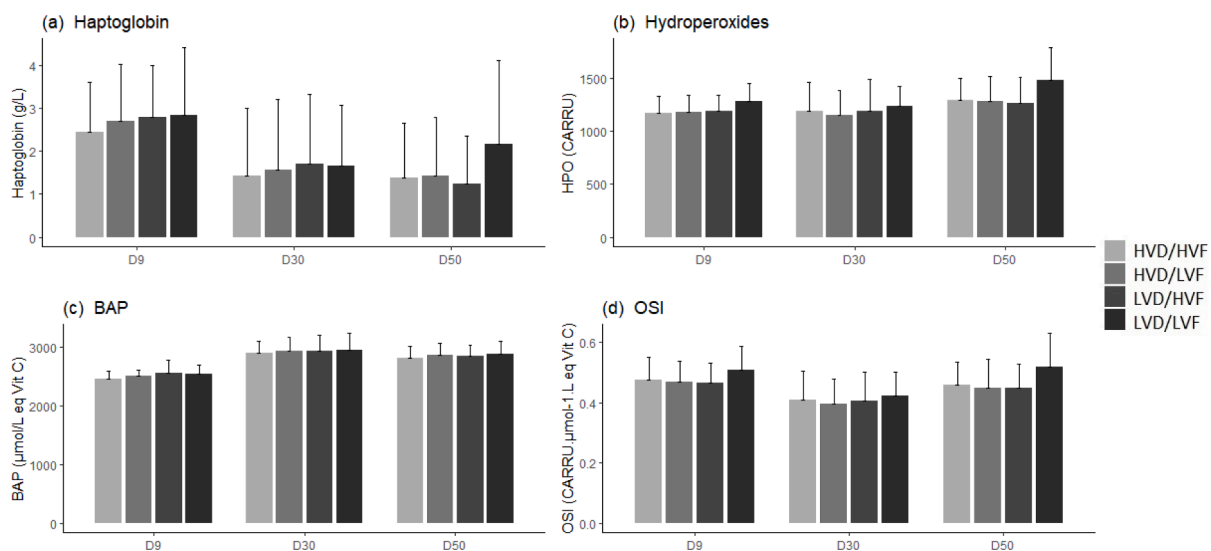 (a) Haptoglobin
Haptoglobin (g/L)
4
3
2
1
0
D9 D30 D50
(b) Hydroperoxides
HPO (CARRU)
1500
1000
500
0
D9 D30 D50
HVD/HVF
HVD/LVF
LVD/HVF
LVD/LVF
(c) BAP
BAP (µmol/L eq Vit C)
3000
2000
1000
0
D9 D30 D50
(d) OSI
OSI (CARRU.µmol-1.L eq Vit C)
0.6
0.4
0.2
0.0
D9 D30 D50